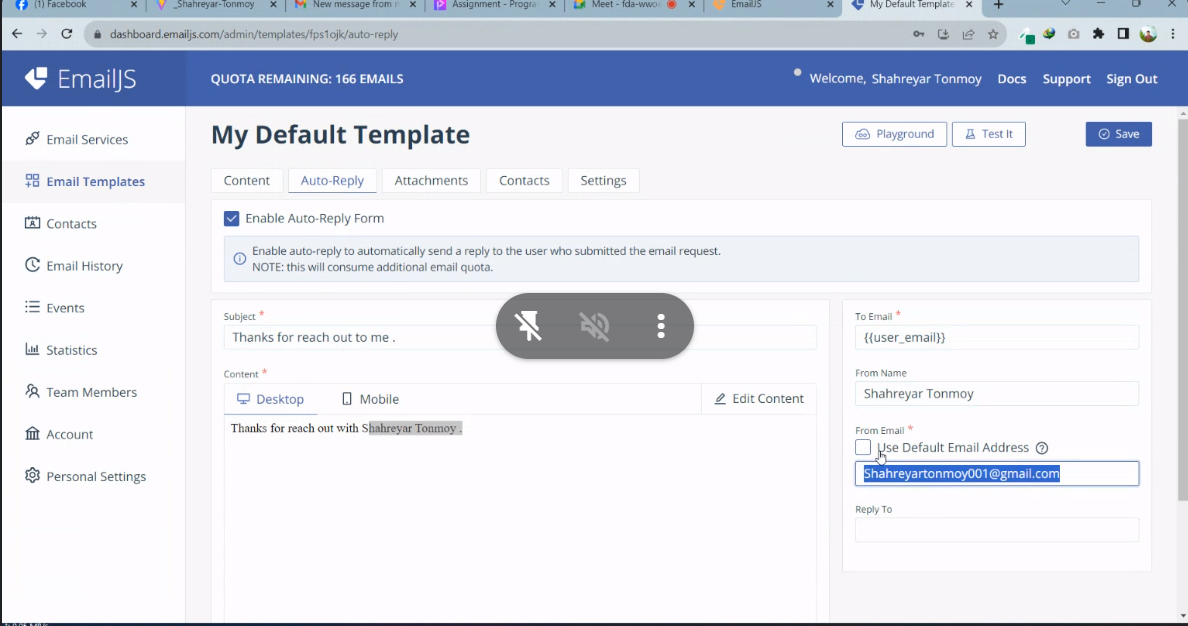 (1) Facebook
_Shahreyar-Tonmoy
New message from
Assignment - Progra
Meet - fda-wwo
EmailJS
My Default Template
dashboard.emailjs.com/admin/templates/fps1ojk/auto-reply
EmailJS
QUOTA REMAINING: 166 EMAILS
Welcome, Shahreyar Tonmoy
Docs
Support
Sign Out
Email Services
Email Templates
Contacts
Email History
Events
Statistics
Team Members
Account
Personal Settings
My Default Template
Playground
Test It
Save
Content
Auto-Reply
Attachments
Contacts
Settings
Enable Auto-Reply Form
Enable auto-reply to automatically send a reply to the user who submitted the email request.
NOTE: this will consume additional email quota.
Subject *
Thanks for reach out to me .
Content *
Desktop
Mobile
Edit Content
Thanks for reach out with Shahreyar Tonmoy .
To Email *
{{user_email}}
From Name
Shahreyar Tonmoy
From Email *
Use Default Email Address
Shahreyartonmoy001@gmail.com
Reply To